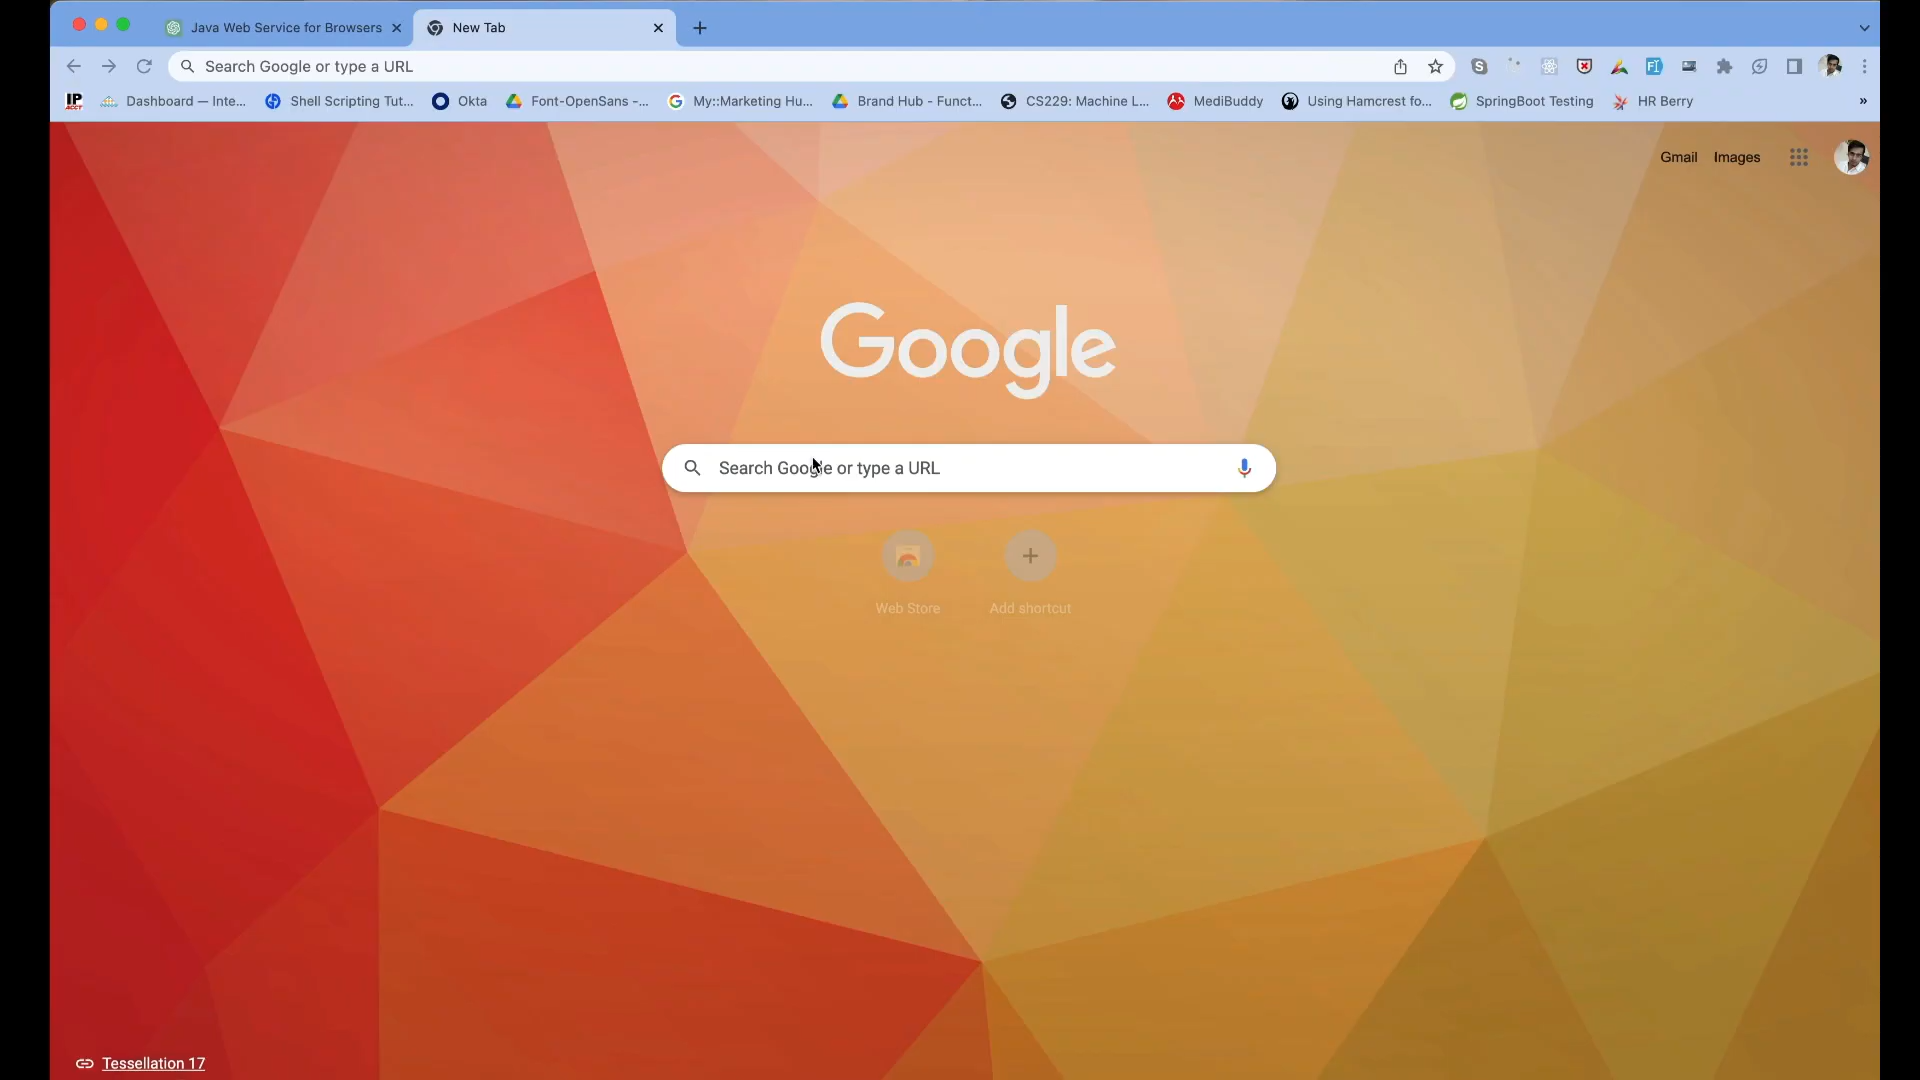 Java Web Service for Browsers
New Tab
Search Google or type a URL
IP
Dashboard — Inte...
Shell Scripting Tut...
Okta
Font-OpenSans -...
My::Marketing Hu...
Brand Hub - Funct...
CS229: Machine L...
MediBuddy
Using Hamcrest fo...
SpringBoot Testing
HR Berry
»
Gmail
Images
Google
Search Google or type a URL
Web Store
Add shortcut
Tessellation 17